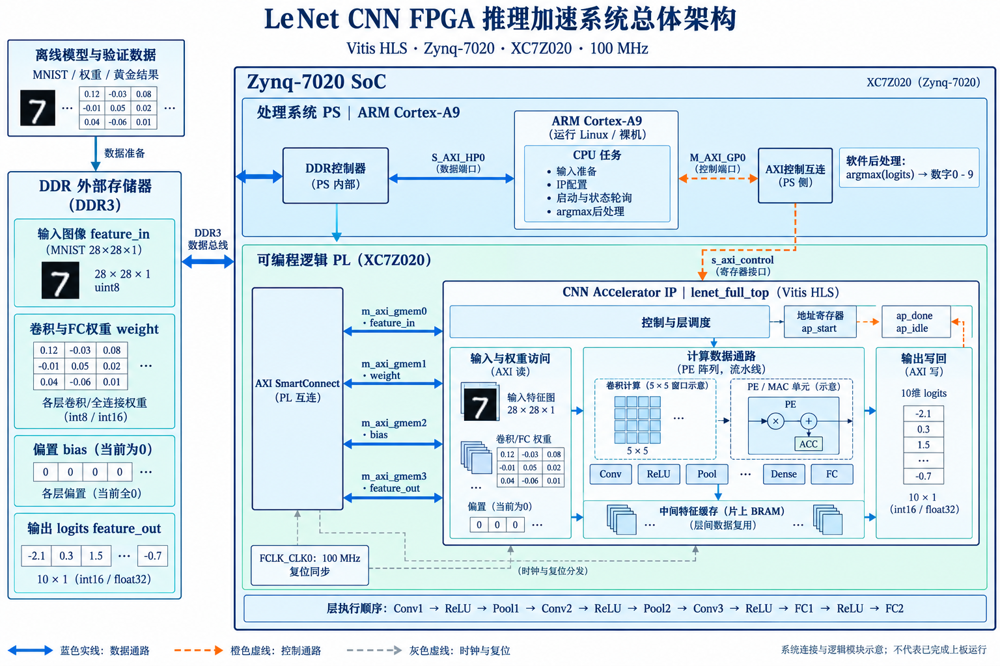 LeNet CNN FPGA 推理加速系统总体架构
Vitis HLS · Zynq-7020 · XC7Z020 · 100 MHz
离线模型与验证数据
MNIST / 权重 / 黄金结果
7 ... 0.12 -0.03 0.08 ...
-0.01 0.05 0.02
0.04 -0.06 0.01
数据准备
DDR 外部存储器
（DDR3）
输入图像 feature_in
（MNIST 28×28×1）
7
28 × 28 × 1
uint8
卷积与FC权重 weight
0.12 -0.03 0.08
-0.01 0.05 0.02 ...
0.04 -0.06 0.01
各层卷积/全连接权重
（int8 / int16）
偏置 bias（当前为0）
0 0 0 0 ...
各层偏置（当前全0）
输出 logits feature_out
-2.1 0.3 1.5 ... -0.7
10 × 1（int16 / float32）
DDR3
数据总线
Zynq-7020 SoC
XC7Z020（Zynq-7020）
处理系统 PS | ARM Cortex-A9
DDR控制器
（PS 内部）
S_AXI_HP0
（数据端口）
ARM Cortex-A9
（运行 Linux / 裸机）
CPU 任务
• 输入准备
• IP配置
• 启动与状态轮询
• argmax后处理
M_AXI_GP0
（控制端口）
AXI控制互连
（PS 侧）
软件后处理：
argmax(logits) → 数字0 - 9
可编程逻辑 PL（XC7Z020）
s_axi_control
（寄存器接口）
AXI SmartConnect
（PL 互连）
m_axi_gmem0
· feature_in
m_axi_gmem1
· weight
m_axi_gmem2
· bias
m_axi_gmem3
· feature_out
CNN Accelerator IP | lenet_full_top（Vitis HLS）
控制与层调度
地址寄存器
ap_start
ap_done
ap_idle
输入与权重访问
（AXI 读）
7
输入特征图
28 × 28 × 1
卷积/FC 权重
0.12 -0.03 0.08
-0.01 0.05 0.02
0.04 -0.06 0.01
...
偏置（当前为0）
0 0 0 ...
计算数据通路
（PE 阵列，流水线）
卷积计算（5 × 5 窗口示意）
...
5 × 5
PE / MAC 单元（示意）
PE
× +
ACC
Conv ReLU Pool ... Dense FC
中间特征缓存（片上 BRAM）
... （层间数据复用） ...
输出写回
（AXI 写）
10维 logits
-2.1
0.3
1.5
...
-0.7
10 × 1
（int16 / float32）
FCLK_CLK0：100 MHz
复位同步
（时钟与复位分发）
层执行顺序：Conv1 → ReLU → Pool1 → Conv2 → ReLU → Pool2 → Conv3 → ReLU → FC1 → ReLU → FC2
蓝色实线：数据通路
橙色虚线：控制通路
灰色虚线：时钟与复位
系统连接与逻辑模块示意；不代表已完成上板运行